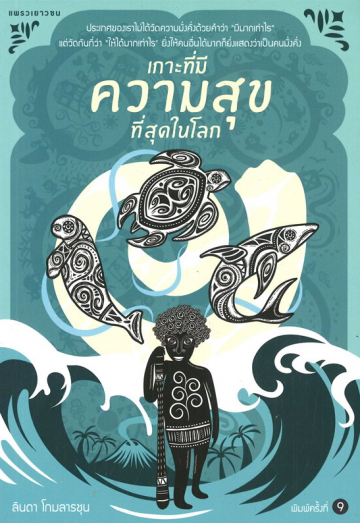 แพรวเยาวชน
ประเทศของเราไม่ได้วัดความมั่งคั่งด้วยคำว่า "มีมากเท่าไร"
แต่วัดกันที่ว่า "ให้ได้มากเท่าไร" ยิ่งให้คนอื่นได้มากก็ยิ่งแสดงว่าเป็นคนมั่งคั่ง
เกาะที่มี
ความสุข
ที่สุดในโลก
ลินดา โกมลารชุน
พิมพ์ครั้งที่ 9